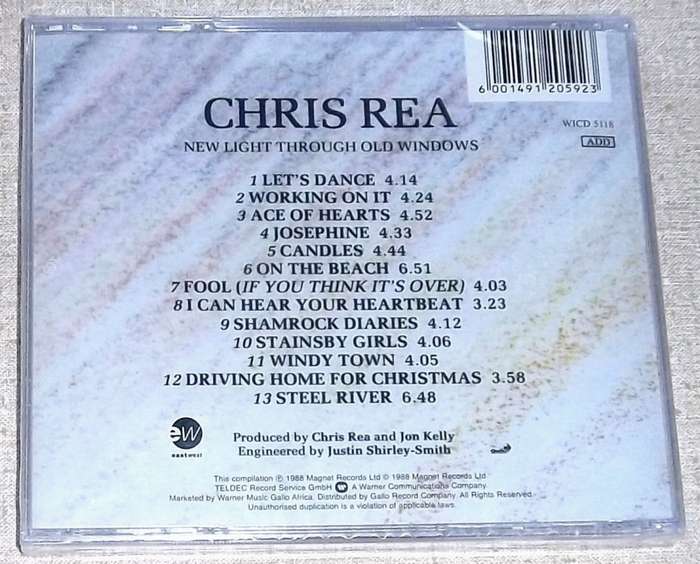 6 001491 205923
WICD 5118
ADD
CHRIS REA
NEW LIGHT THROUGH OLD WINDOWS
1 LET'S DANCE 4.14
2 WORKING ON IT 4.24
3 ACE OF HEARTS 4.52
4 JOSEPHINE 4.33
5 CANDLES 4.44
6 ON THE BEACH 6.51
7 FOOL (IF YOU THINK IT'S OVER) 4.03
8 I CAN HEAR YOUR HEARTBEAT 3.23
9 SHAMROCK DIARIES 4.12
10 STAINSBY GIRLS 4.06
11 WINDY TOWN 4.05
12 DRIVING HOME FOR CHRISTMAS 3.58
13 STEEL RIVER 6.48
ew
eastwest
Produced by Chris Rea and Jon Kelly
Engineered by Justin Shirley-Smith
This compilation ℗ 1988 Magnet Records Ltd © 1988 Magnet Records Ltd
TELDEC Record Service GmbH A Warner Communications Company
Marketed by Warner Music Gallo Africa. Distributed by Gallo Record Company. All Rights Reserved.
Unauthorised duplication is a violation of applicable laws.